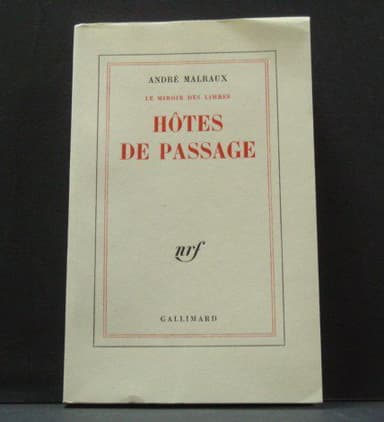 ANDRÉ MALRAUX
LE MIROIR DES LIMBES
HÔTES
DE PASSAGE
nrf
GALLIMARD